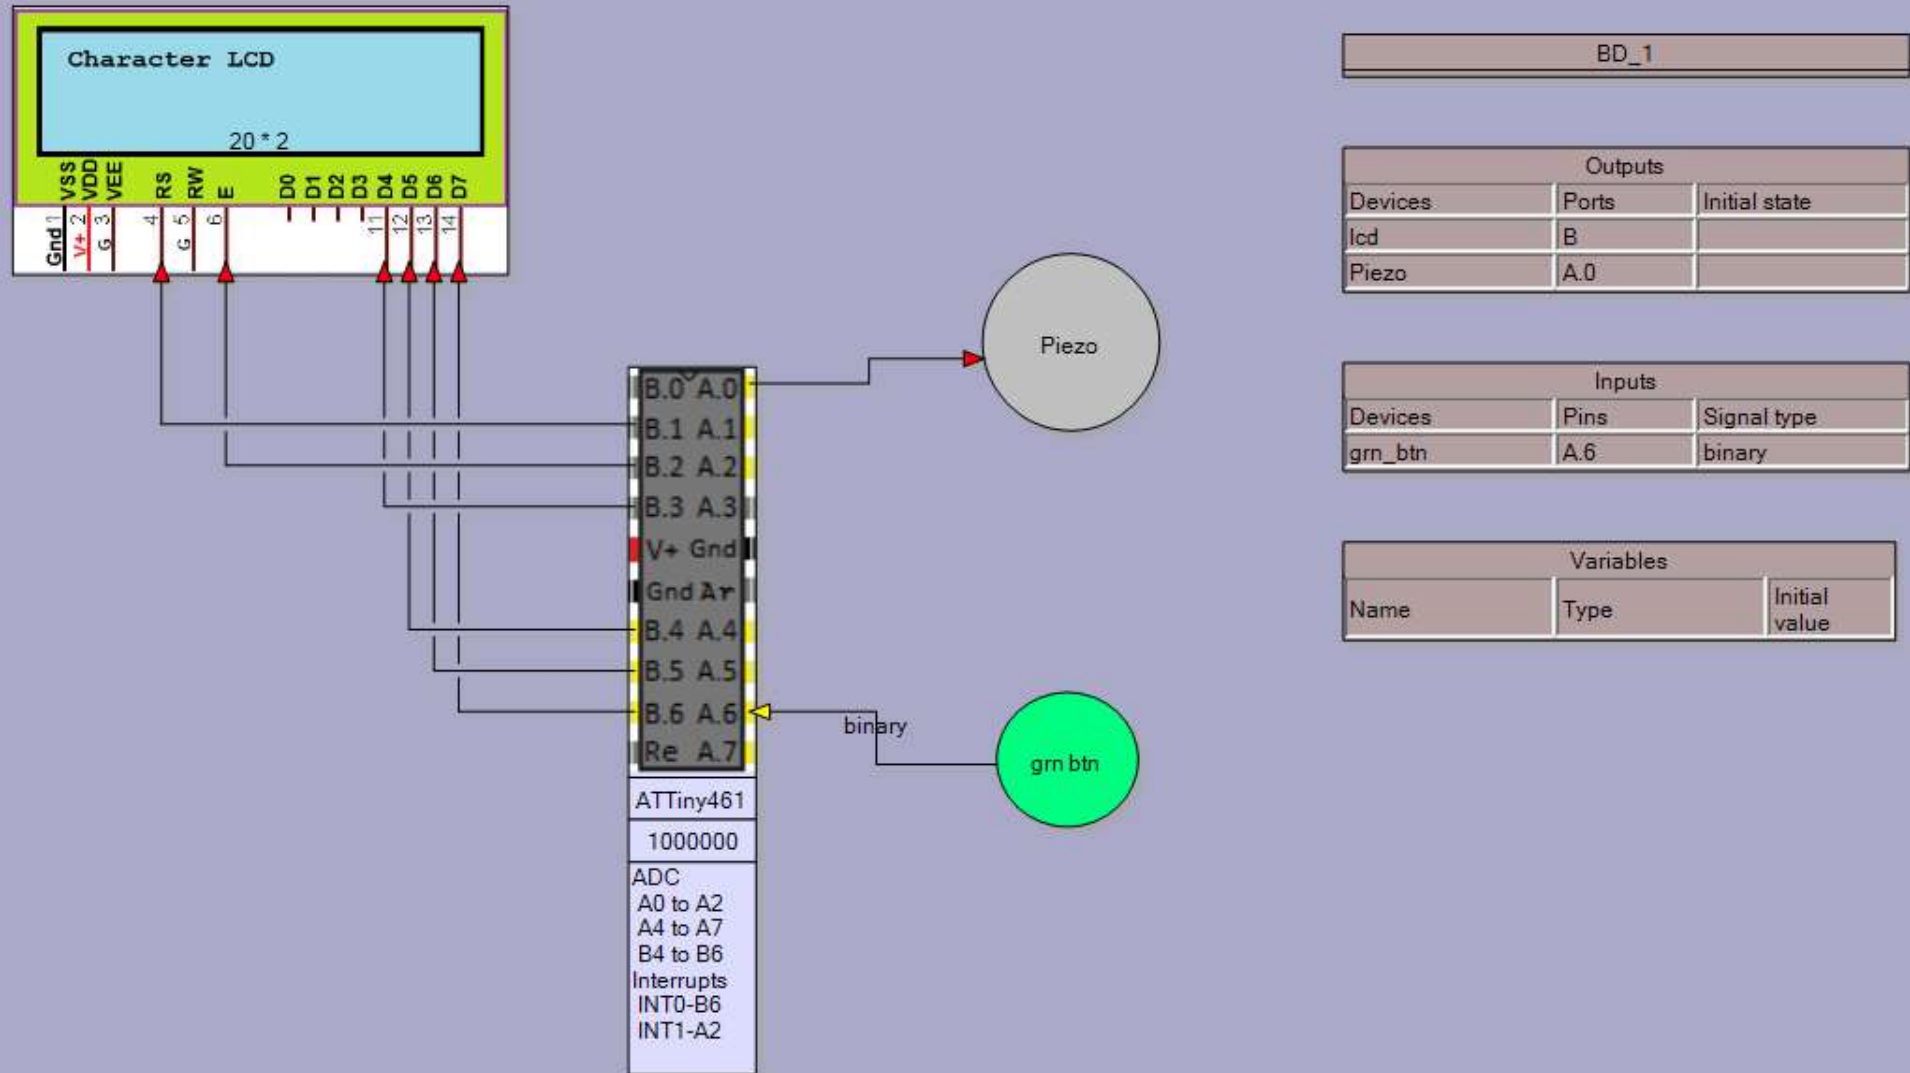 Character LCD
20 * 2
VSS VDD VEE RS RW E D0 D1 D2 D3 D4 D5 D6 D7
Gnd 1 V+ 2 G 3 4 G 5 6 11 12 13 14
BD_1
Outputs
Devices Ports Initial state
lcd B
Piezo A.0
Inputs
Devices Pins Signal type
grn_btn A.6 binary
Variables
Name Type Initial value
Piezo
B.0 A.0
B.1 A.1
B.2 A.2
B.3 A.3
V+ Gnd
Gnd Ar
B.4 A.4
B.5 A.5
B.6 A.6
Re A.7
binary
grn btn
ATTiny461
1000000
ADC
A0 to A2
A4 to A7
B4 to B6
Interrupts
INT0-B6
INT1-A2